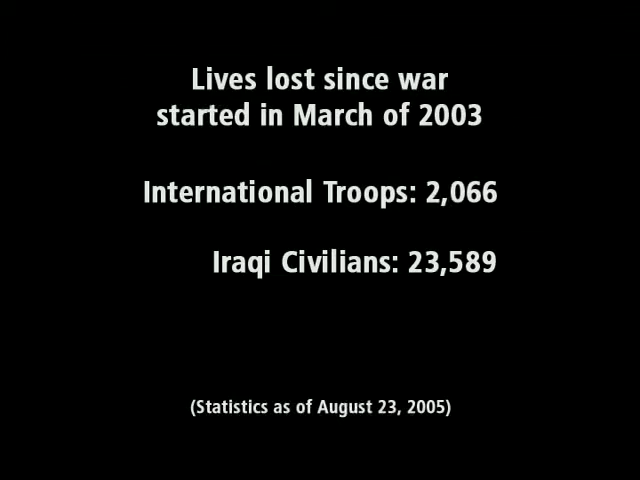 Lives lost since war
started in March of 2003
International Troops: 2,066
Iraqi Civilians: 23,589
(Statistics as of August 23, 2005)